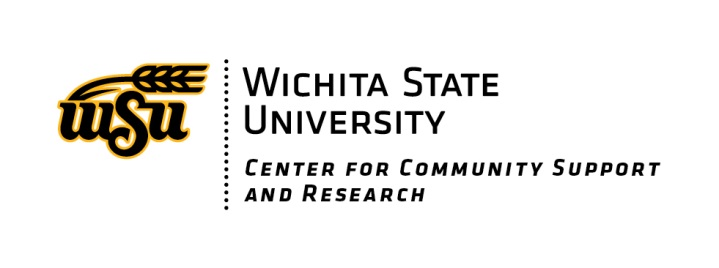 WSU
WICHITA STATE
UNIVERSITY
CENTER FOR COMMUNITY SUPPORT
AND RESEARCH